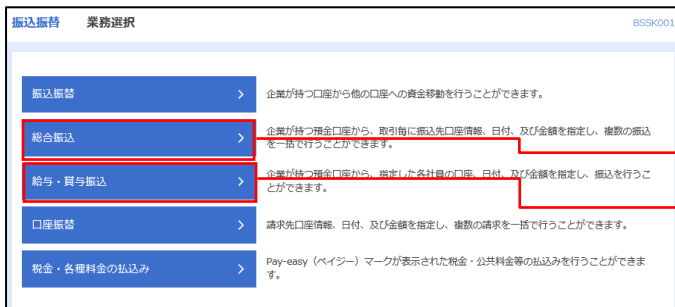 振込振替 業務選択 BSSK001
振込振替 企業が持つ口座から他の口座への資金移動を行うことができます。
総合振込 企業が持つ預金口座から、取引毎に振込先口座情報、日付、及び金額を指定し、複数の振込
を一括で行うことができます。
給与・賞与振込 企業が持つ預金口座から、指定した各社員の口座、日付、及び金額を指定し、振込を行うこ
とができます。
口座振替 請求先口座情報、日付、及び金額を指定し、複数の請求を一括で行うことができます。
税金・各種料金の払込み Pay-easy（ペイジー）マークが表示された税金・公共料金等の払込みを行うことができま
す。